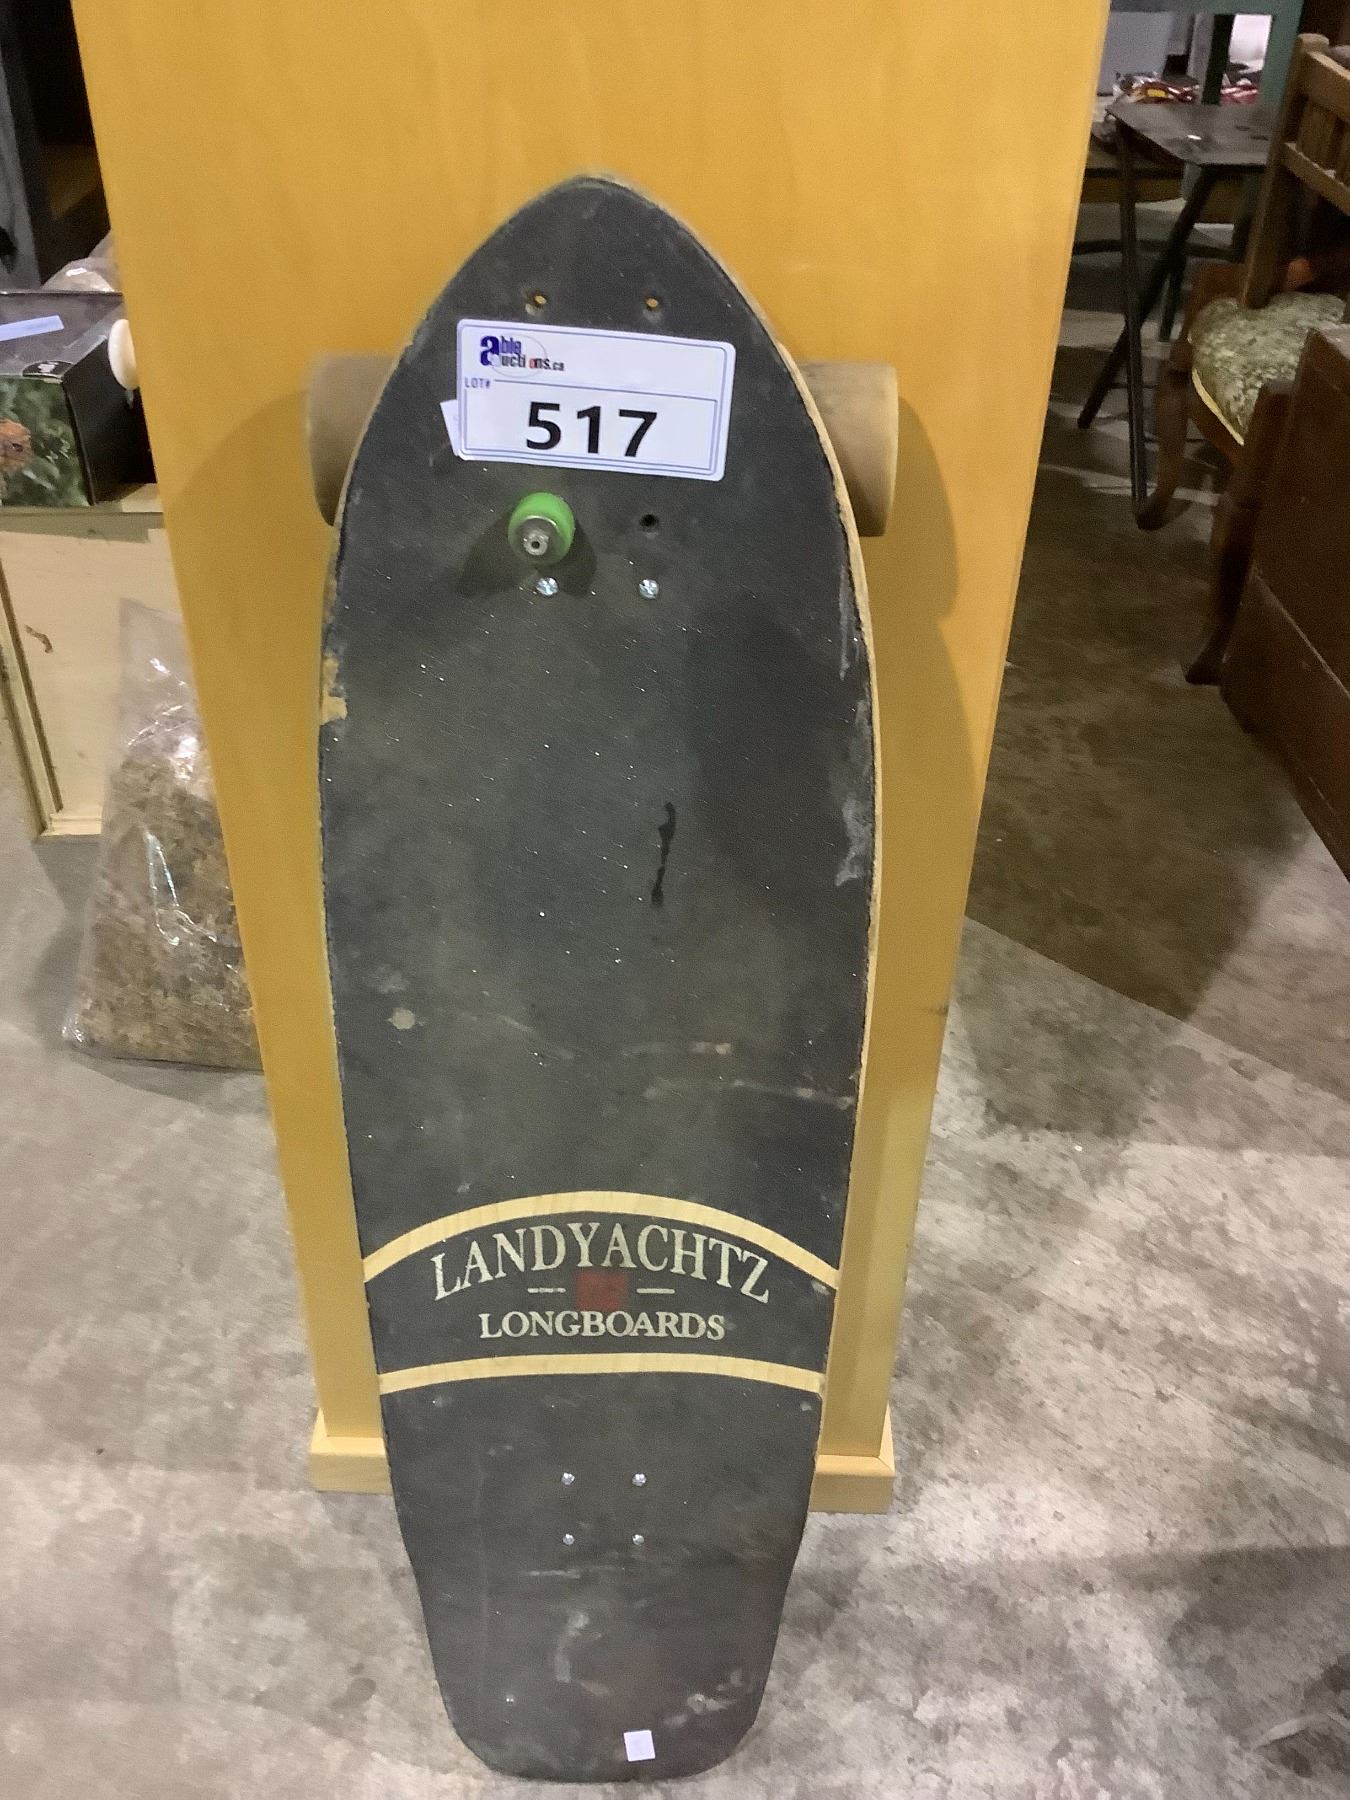 able
auctions.ca
LOT#
517
LANDYACHTZ
LONGBOARDS